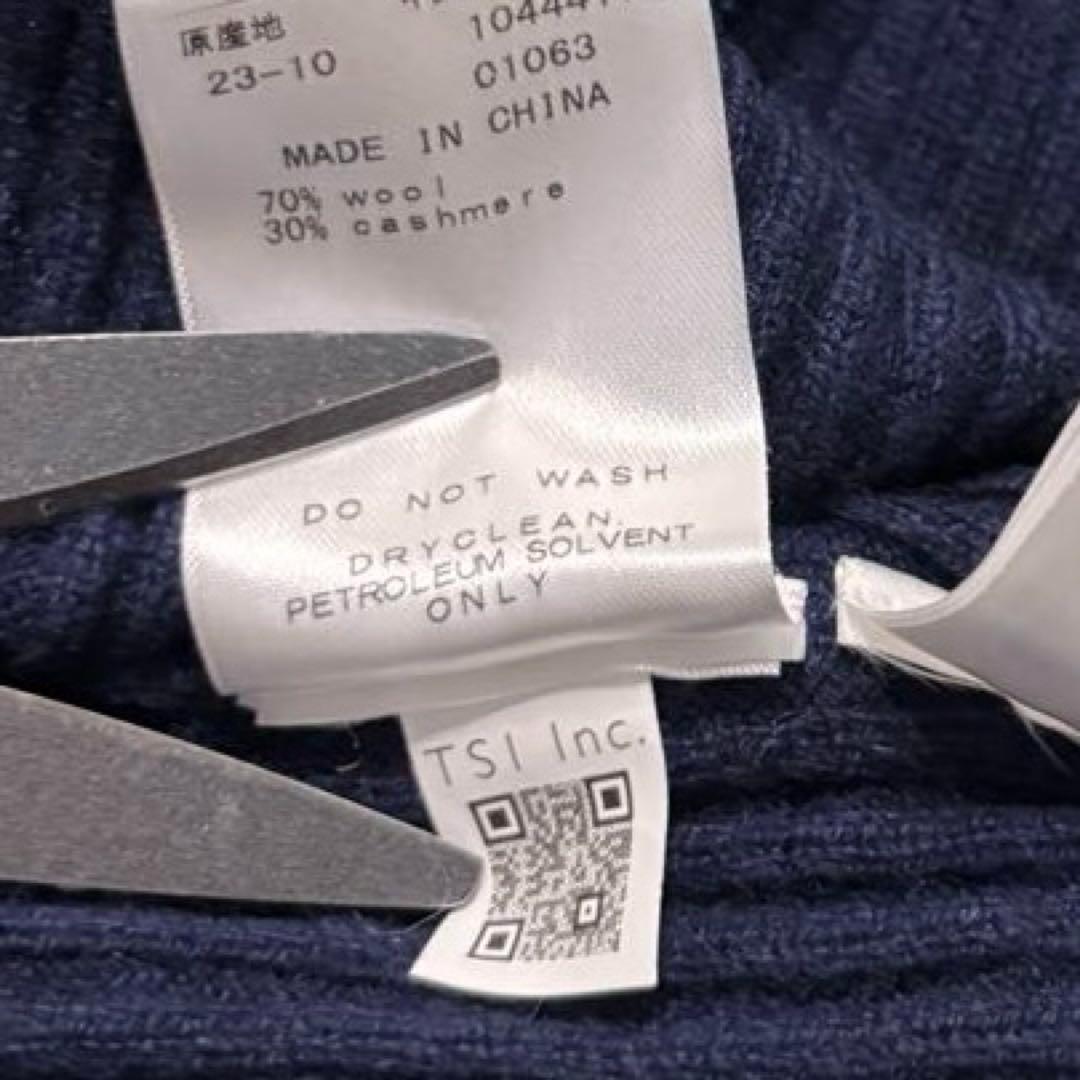 原産地
23-10
01063
MADE IN CHINA
70% wool
30% cashmere
DO NOT WASH
DRYCLEAN.
PETROLEUM SOLVENT
ONLY
TSI Inc.